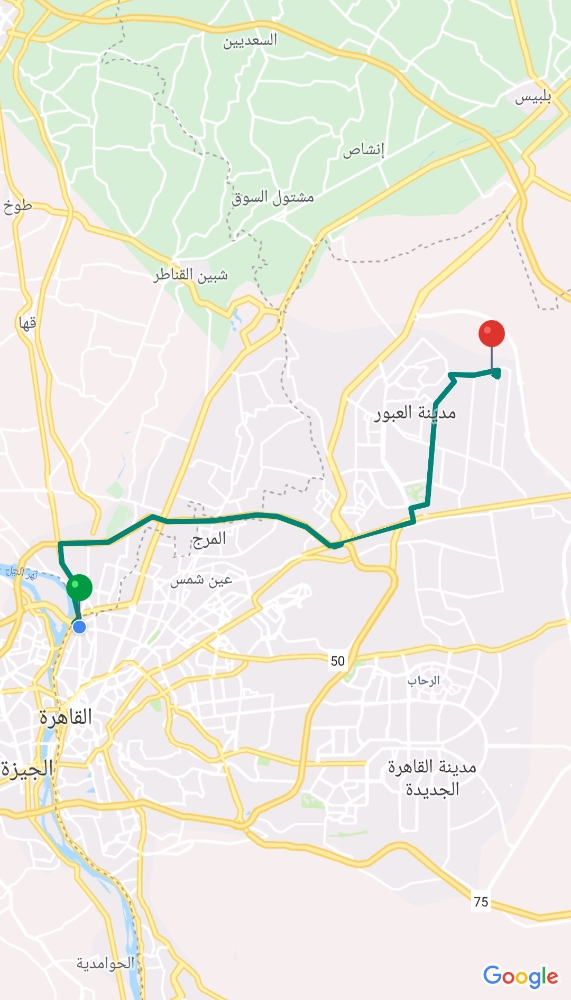 السعديين
بلبيس
إنشاص
مشتول السوق
طوخ
شبين القناطر
قها
مدينة العبور
المرج
نهر النيل
عين شمس
50
الرحاب
القاهرة
الجيزة
مدينة القاهرة
الجديدة
75
الحوامدية
Google